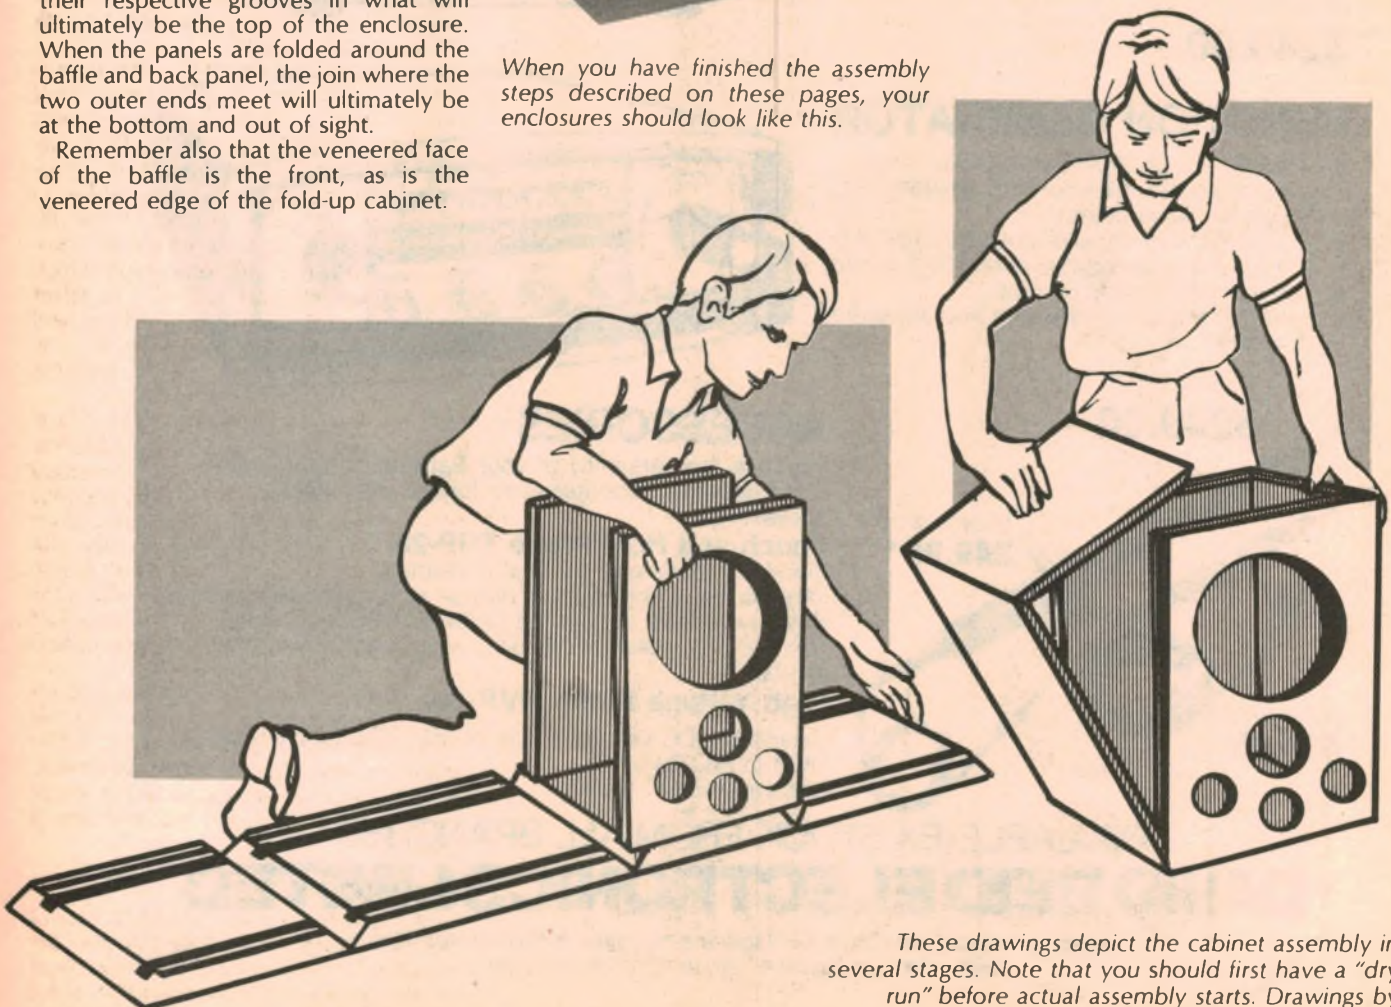 their respective grooves in what will
ultimately be the top of the enclosure.
When the panels are folded around the
baffle and back panel, the join where the
two outer ends meet will ultimately be
at the bottom and out of sight.
Remember also that the veneered face
of the baffle is the front, as is the
veneered edge of the fold-up cabinet.
When you have finished the assembly
steps described on these pages, your
enclosures should look like this.
These drawings depict the cabinet assembly in
several stages. Note that you should first have a "dry
run" before actual assembly starts. Drawings by